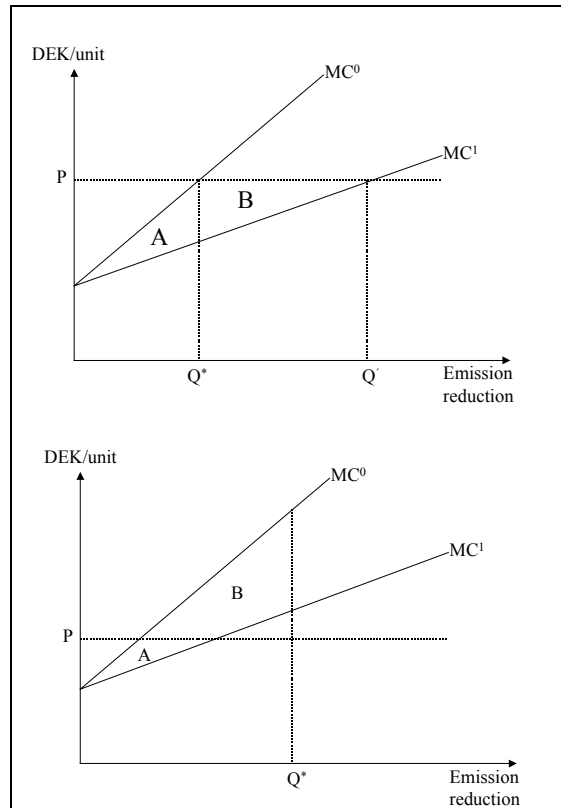 DEK/unit
MC⁰
MC¹
P
B
A
Q* Q´ Emission
reduction
DEK/unit
MC⁰
MC¹
B
P
A
Q* Emission
reduction